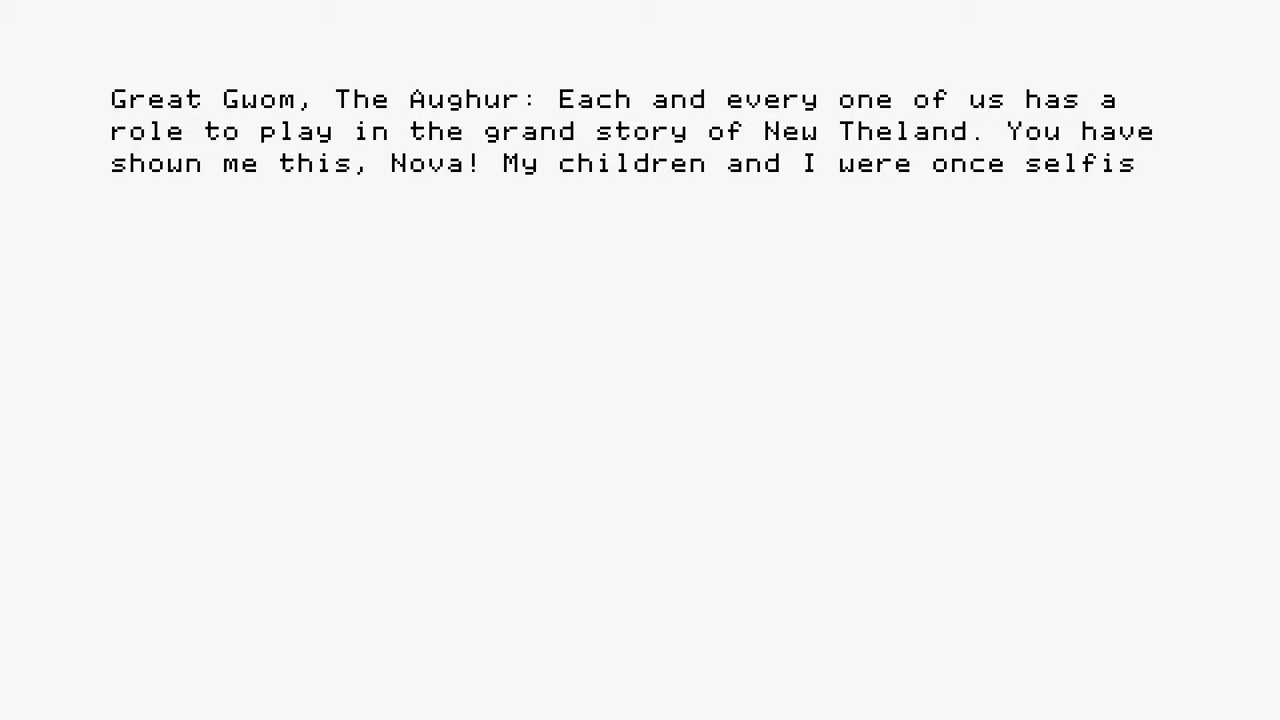 Great Gwom, The Aughur: Each and every one of us has a
role to play in the grand story of New Theland. You have
shown me this, Nova! My children and I were once selfis